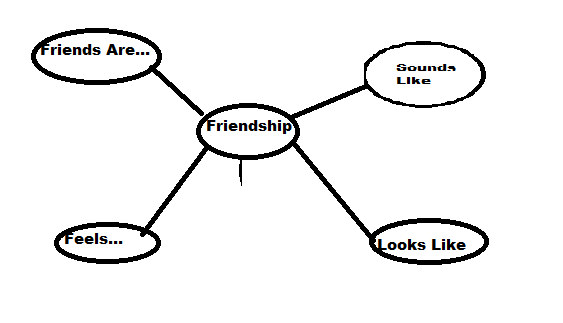 Friends Are...
Sounds
Like
Friendship
Feels...
Looks Like